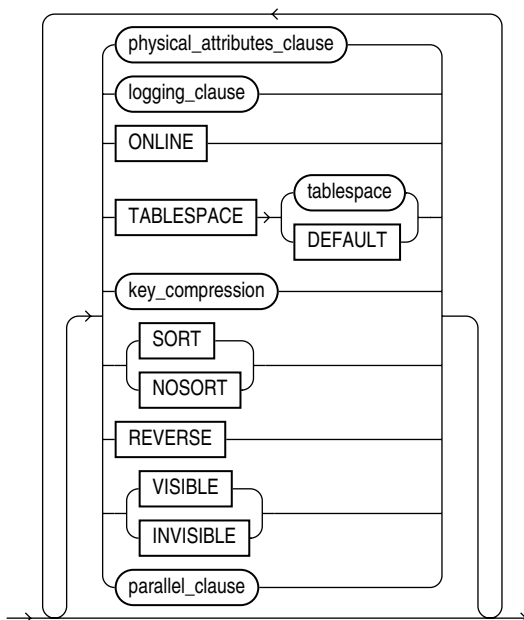 physical_attributes_clause
logging_clause
ONLINE
TABLESPACE
tablespace
DEFAULT
key_compression
SORT
NOSORT
REVERSE
VISIBLE
INVISIBLE
parallel_clause